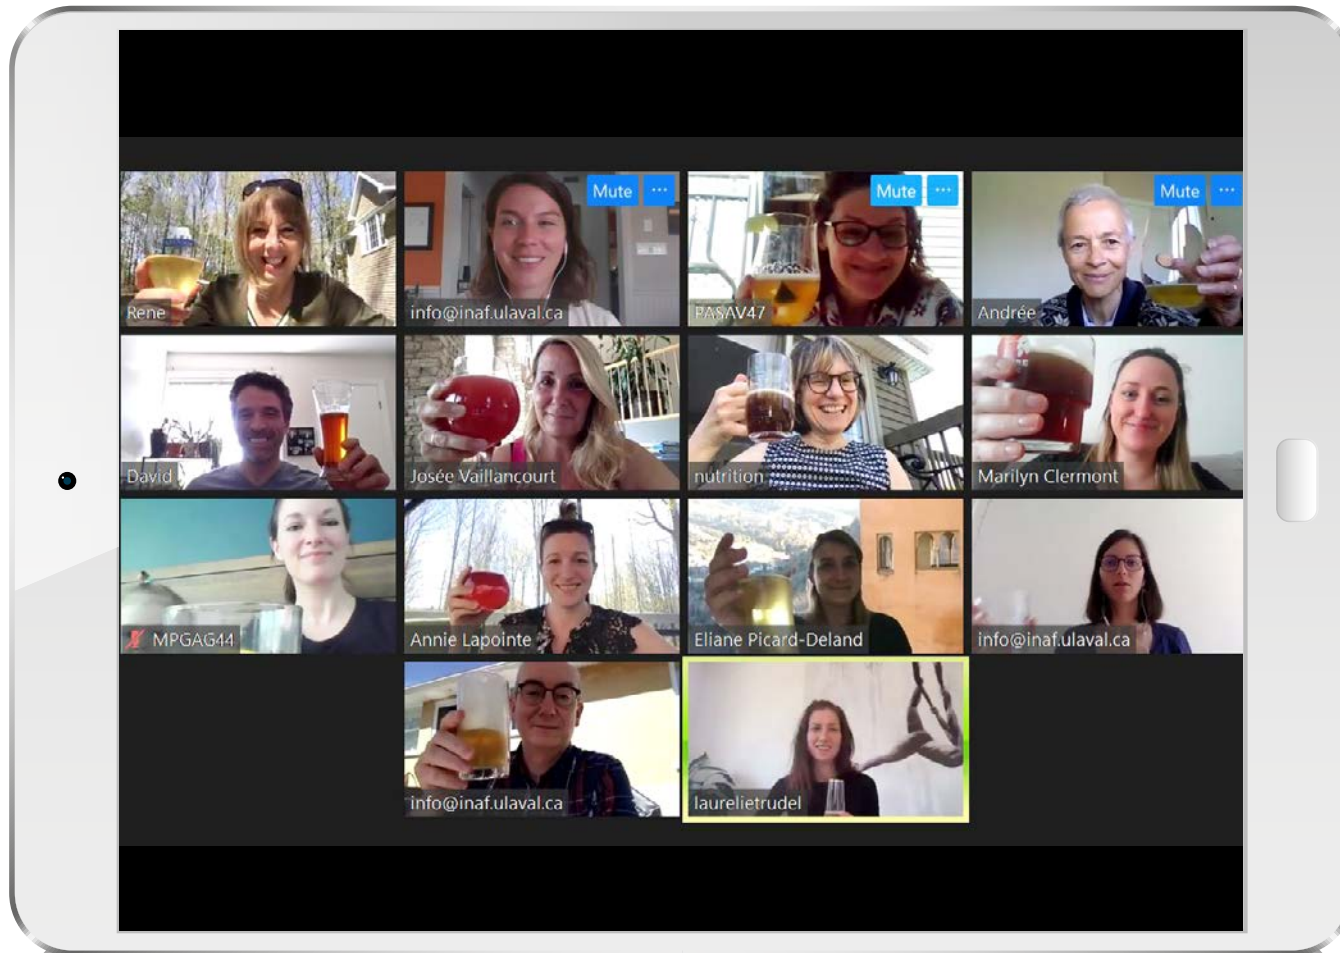 Mute ...
Mute ...
Mute ...
Rene
info@inaf.ulaval.ca
PASAV47
Andrée
David
Josée Vaillancourt
nutrition
Marilyn Clermont
MPGAG44
Annie Lapointe
Eliane Picard-Deland
info@inaf.ulaval.ca
info@inaf.ulaval.ca
laurelietrudel